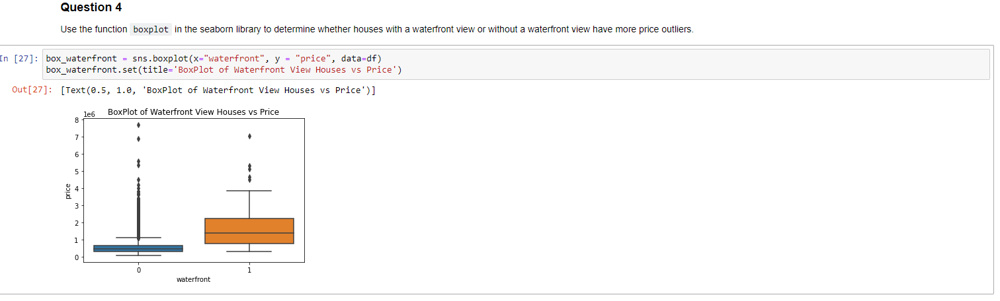 Question 4
Use the function boxplot in the seaborn library to determine whether houses with a waterfront view or without a waterfront view have more price outliers.
In [27]: box_waterfront = sns.boxplot(x="waterfront", y = "price", data=df)
box_waterfront.set(title='BoxPlot of Waterfront View Houses vs Price')
Out[27]: [Text(0.5, 1.0, 'BoxPlot of Waterfront View Houses vs Price')]
1e6 BoxPlot of Waterfront View Houses vs Price
8
7
6
5
4
3
2
1
0
price
0 1
waterfront